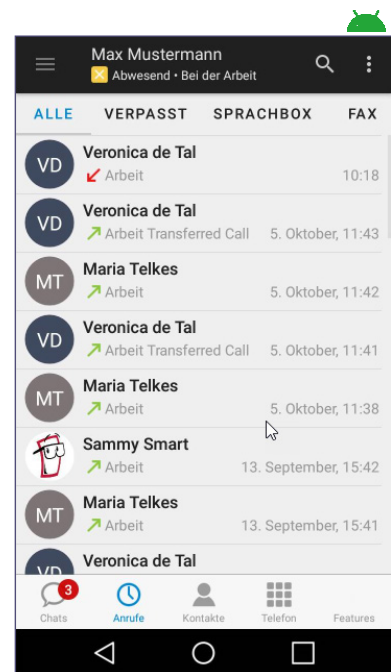 Max Mustermann
Abwesend • Bei der Arbeit
ALLE VERPASST SPRACHBOX FAX
VD Veronica de Tal
Arbeit 10:18
VD Veronica de Tal
Arbeit Transferred Call 5. Oktober, 11:43
MT Maria Telkes
Arbeit 5. Oktober, 11:42
VD Veronica de Tal
Arbeit Transferred Call 5. Oktober, 11:41
MT Maria Telkes
Arbeit 5. Oktober, 11:38
Sammy Smart
Arbeit 13. September, 15:42
MT Maria Telkes
Arbeit 13. September, 15:41
VD Veronica de Tal
3
Chats Anrufe Kontakte Telefon Features